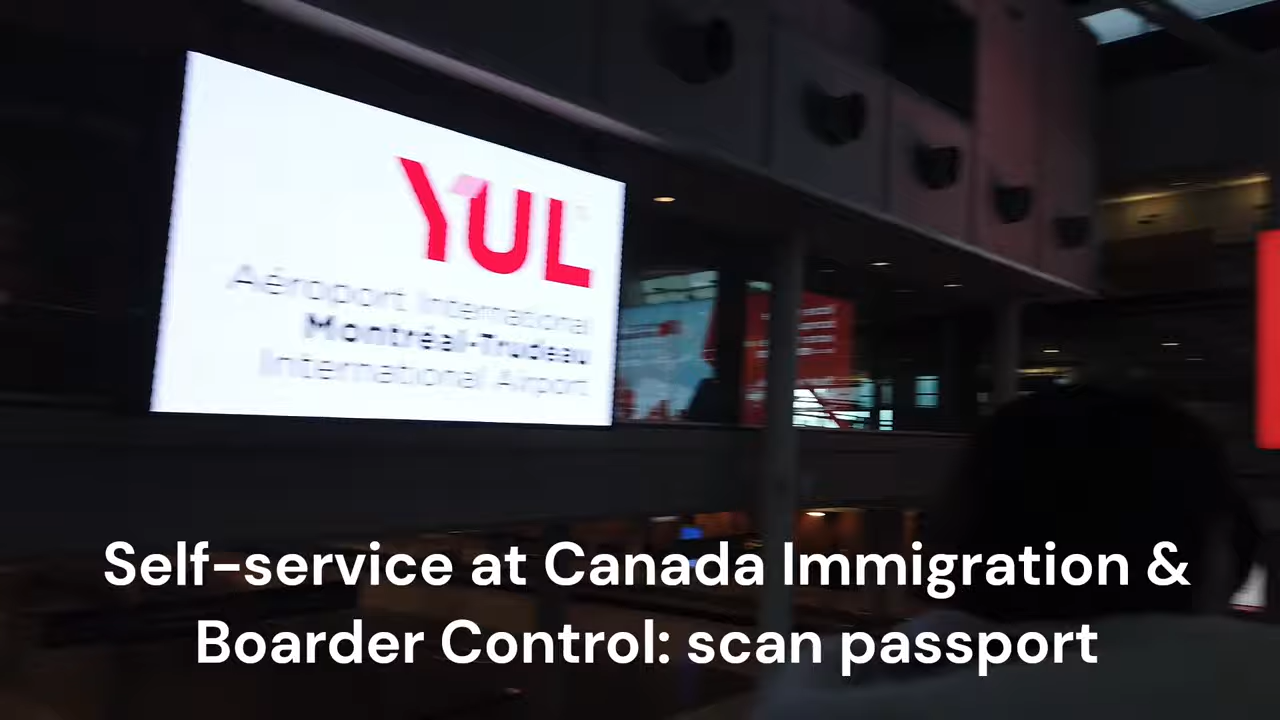 YUL
Aéroport International
Montréal-Trudeau
International Airport
Self-service at Canada Immigration &
Boarder Control: scan passport